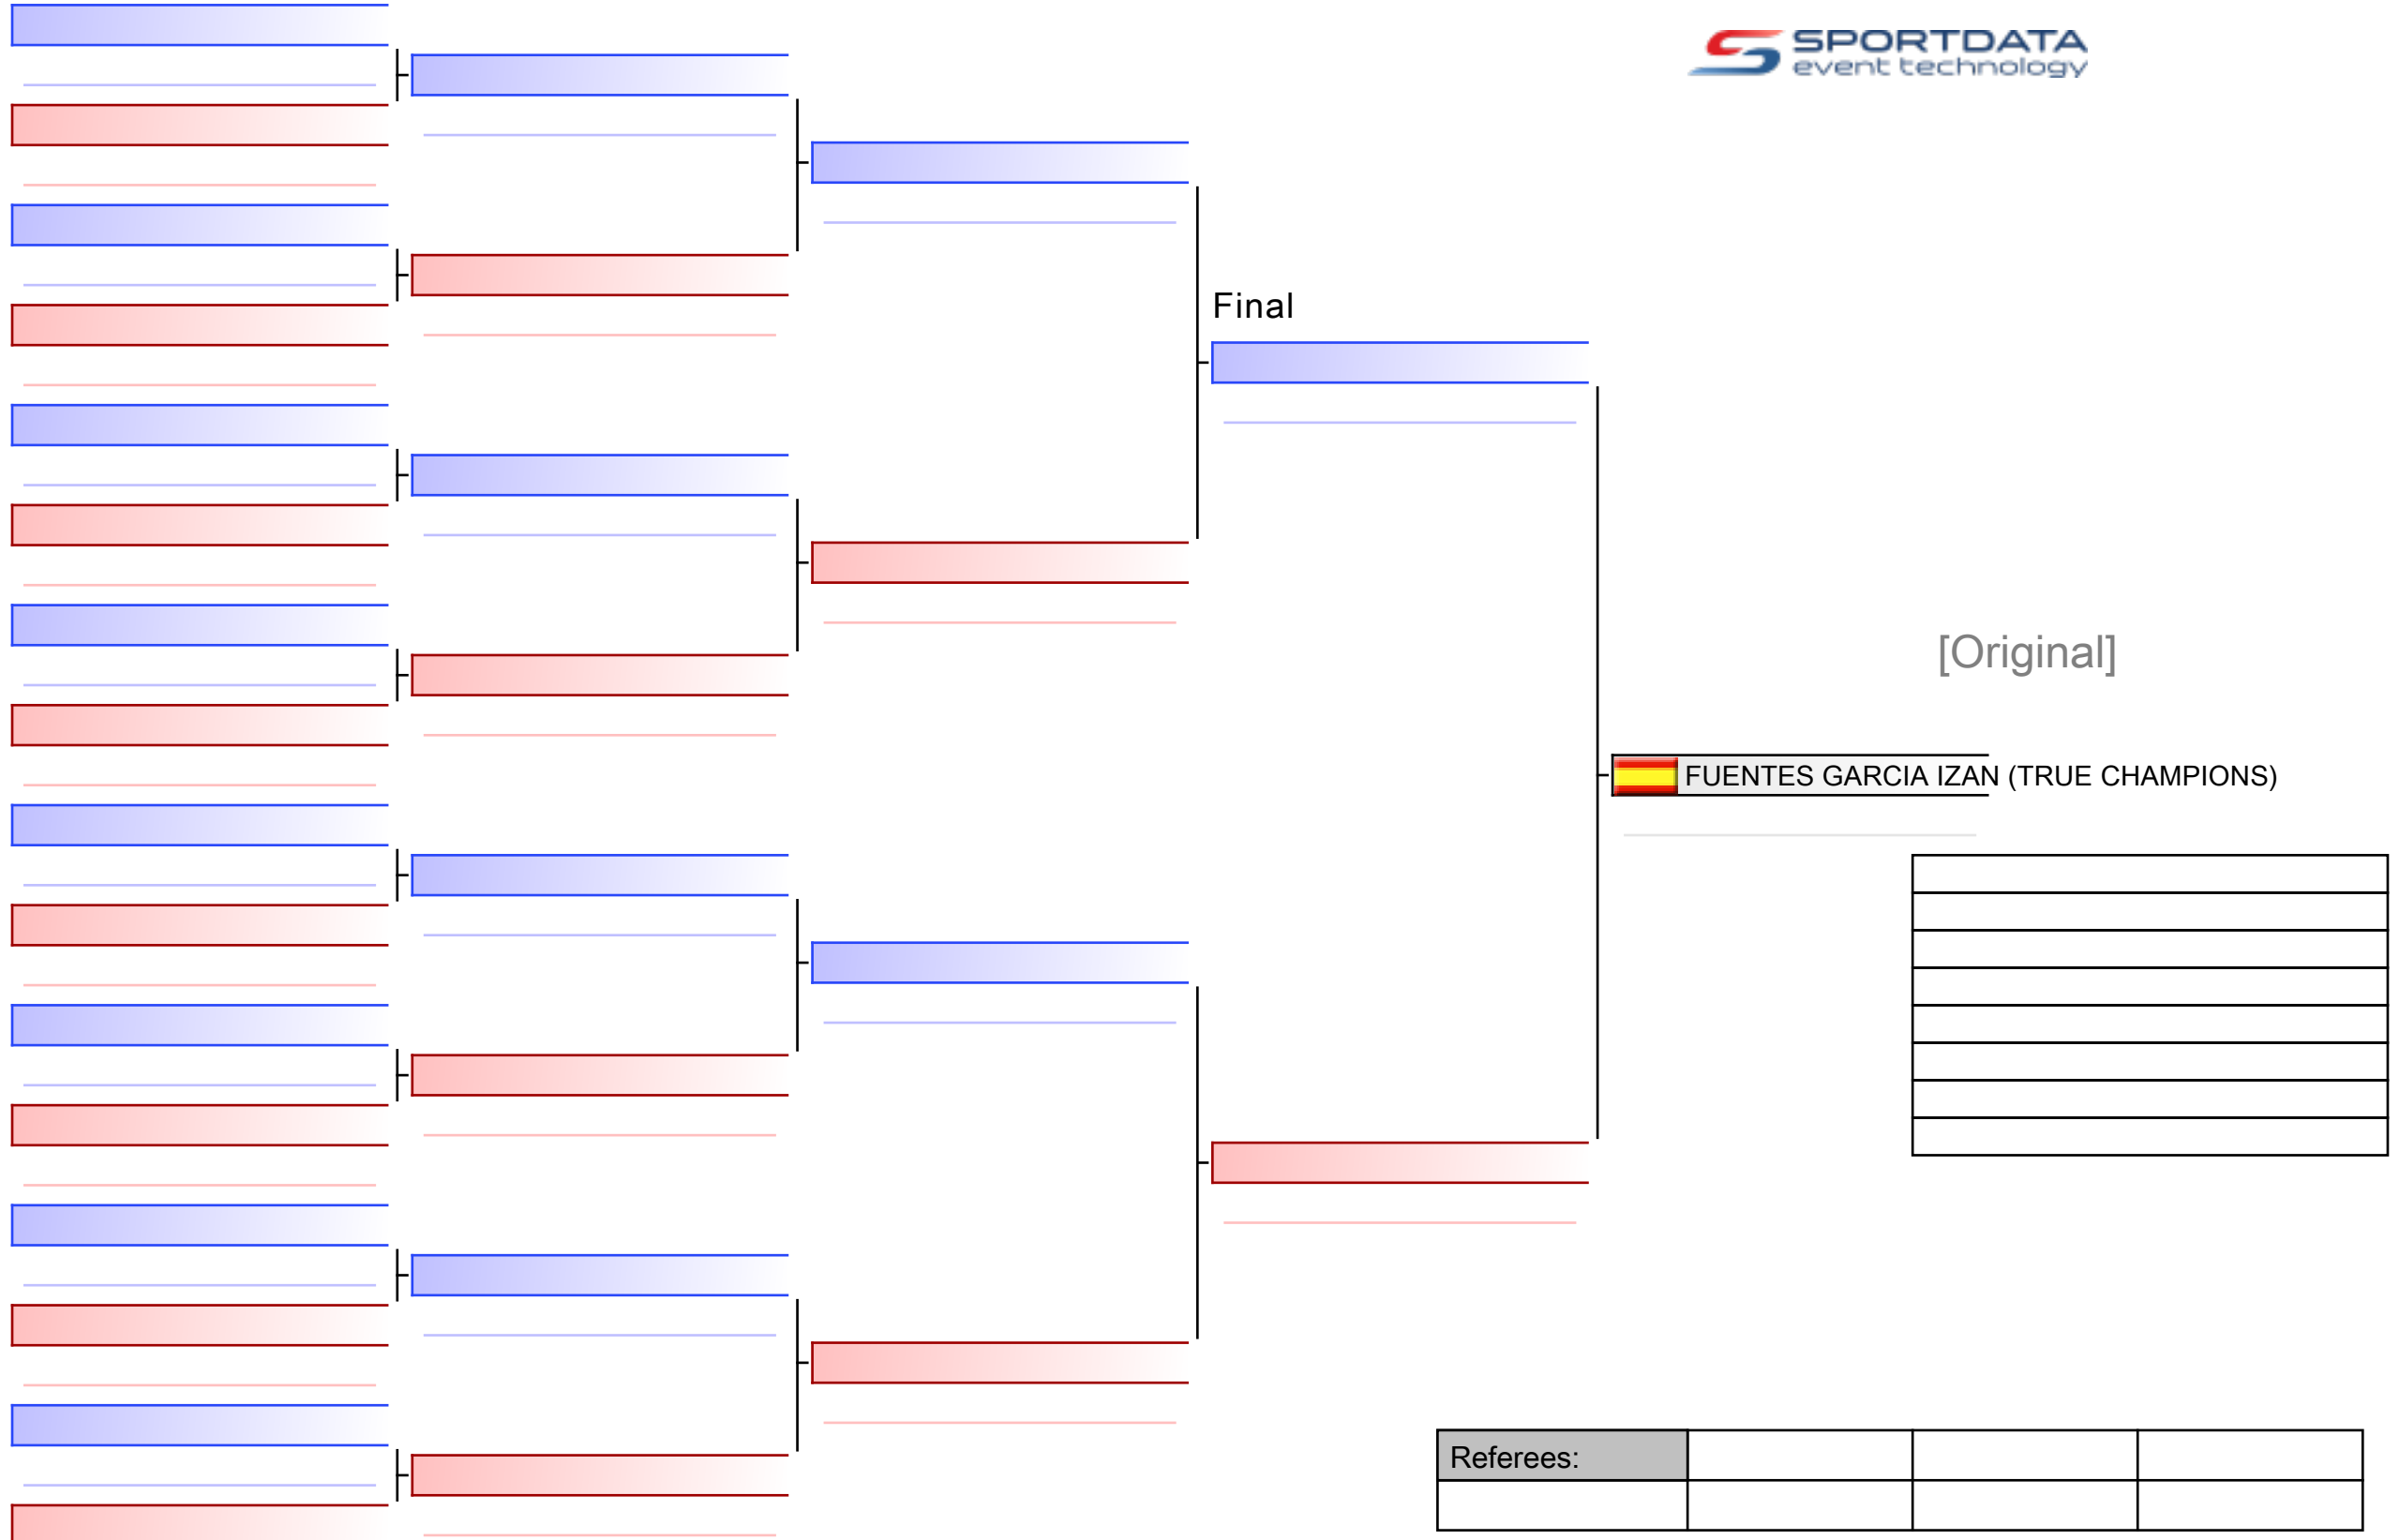 SPORTDATA
event technology
Final
[Original]
FUENTES GARCIA IZAN (TRUE CHAMPIONS)
Referees: